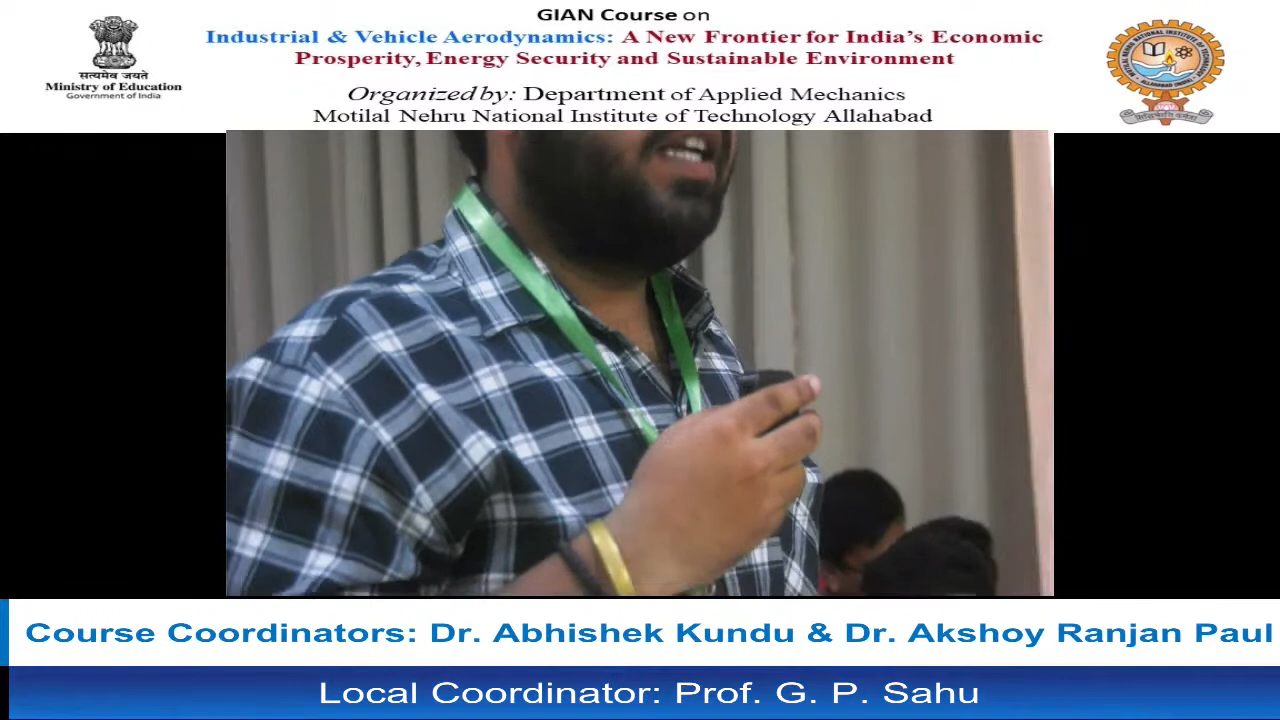 GIAN Course on
Industrial & Vehicle Aerodynamics: A New Frontier for India's Economic
Prosperity, Energy Security and Sustainable Environment
Organized by: Department of Applied Mechanics
Motilal Nehru National Institute of Technology Allahabad
सत्यमेव जयते
Ministry of Education
Government of India
Course Coordinators: Dr. Abhishek Kundu & Dr. Akshoy Ranjan Paul
Local Coordinator: Prof. G. P. Sahu